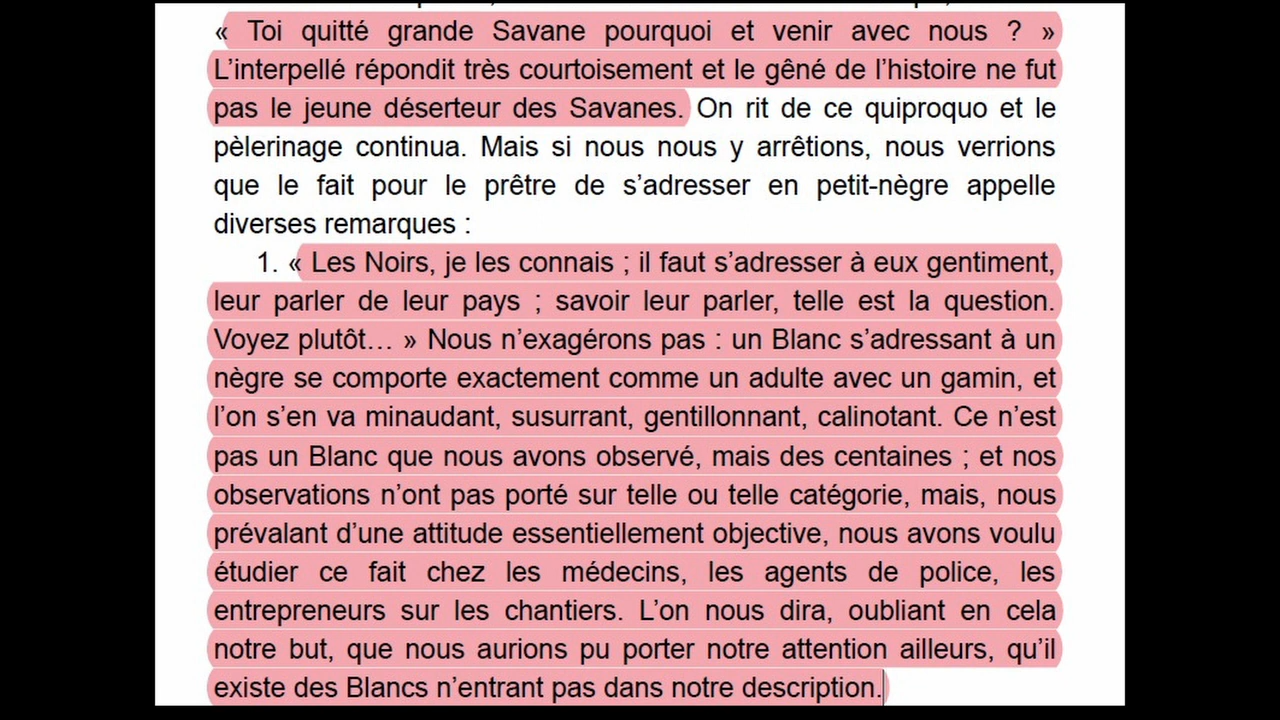 « Toi quitté grande Savane pourquoi et venir avec nous ? »
L’interpellé répondit très courtoisement et le gêné de l’histoire ne fut
pas le jeune déserteur des Savanes. On rit de ce quiproquo et le
pèlerinage continua. Mais si nous nous y arrêtions, nous verrions
que le fait pour le prêtre de s’adresser en petit-nègre appelle
diverses remarques :
1. « Les Noirs, je les connais ; il faut s’adresser à eux gentiment,
leur parler de leur pays ; savoir leur parler, telle est la question.
Voyez plutôt… » Nous n’exagérons pas : un Blanc s’adressant à un
nègre se comporte exactement comme un adulte avec un gamin, et
l’on s’en va minaudant, susurrant, gentillonnant, calinotant. Ce n’est
pas un Blanc que nous avons observé, mais des centaines ; et nos
observations n’ont pas porté sur telle ou telle catégorie, mais, nous
prévalant d’une attitude essentiellement objective, nous avons voulu
étudier ce fait chez les médecins, les agents de police, les
entrepreneurs sur les chantiers. L’on nous dira, oubliant en cela
notre but, que nous aurions pu porter notre attention ailleurs, qu’il
existe des Blancs n’entrant pas dans notre description.